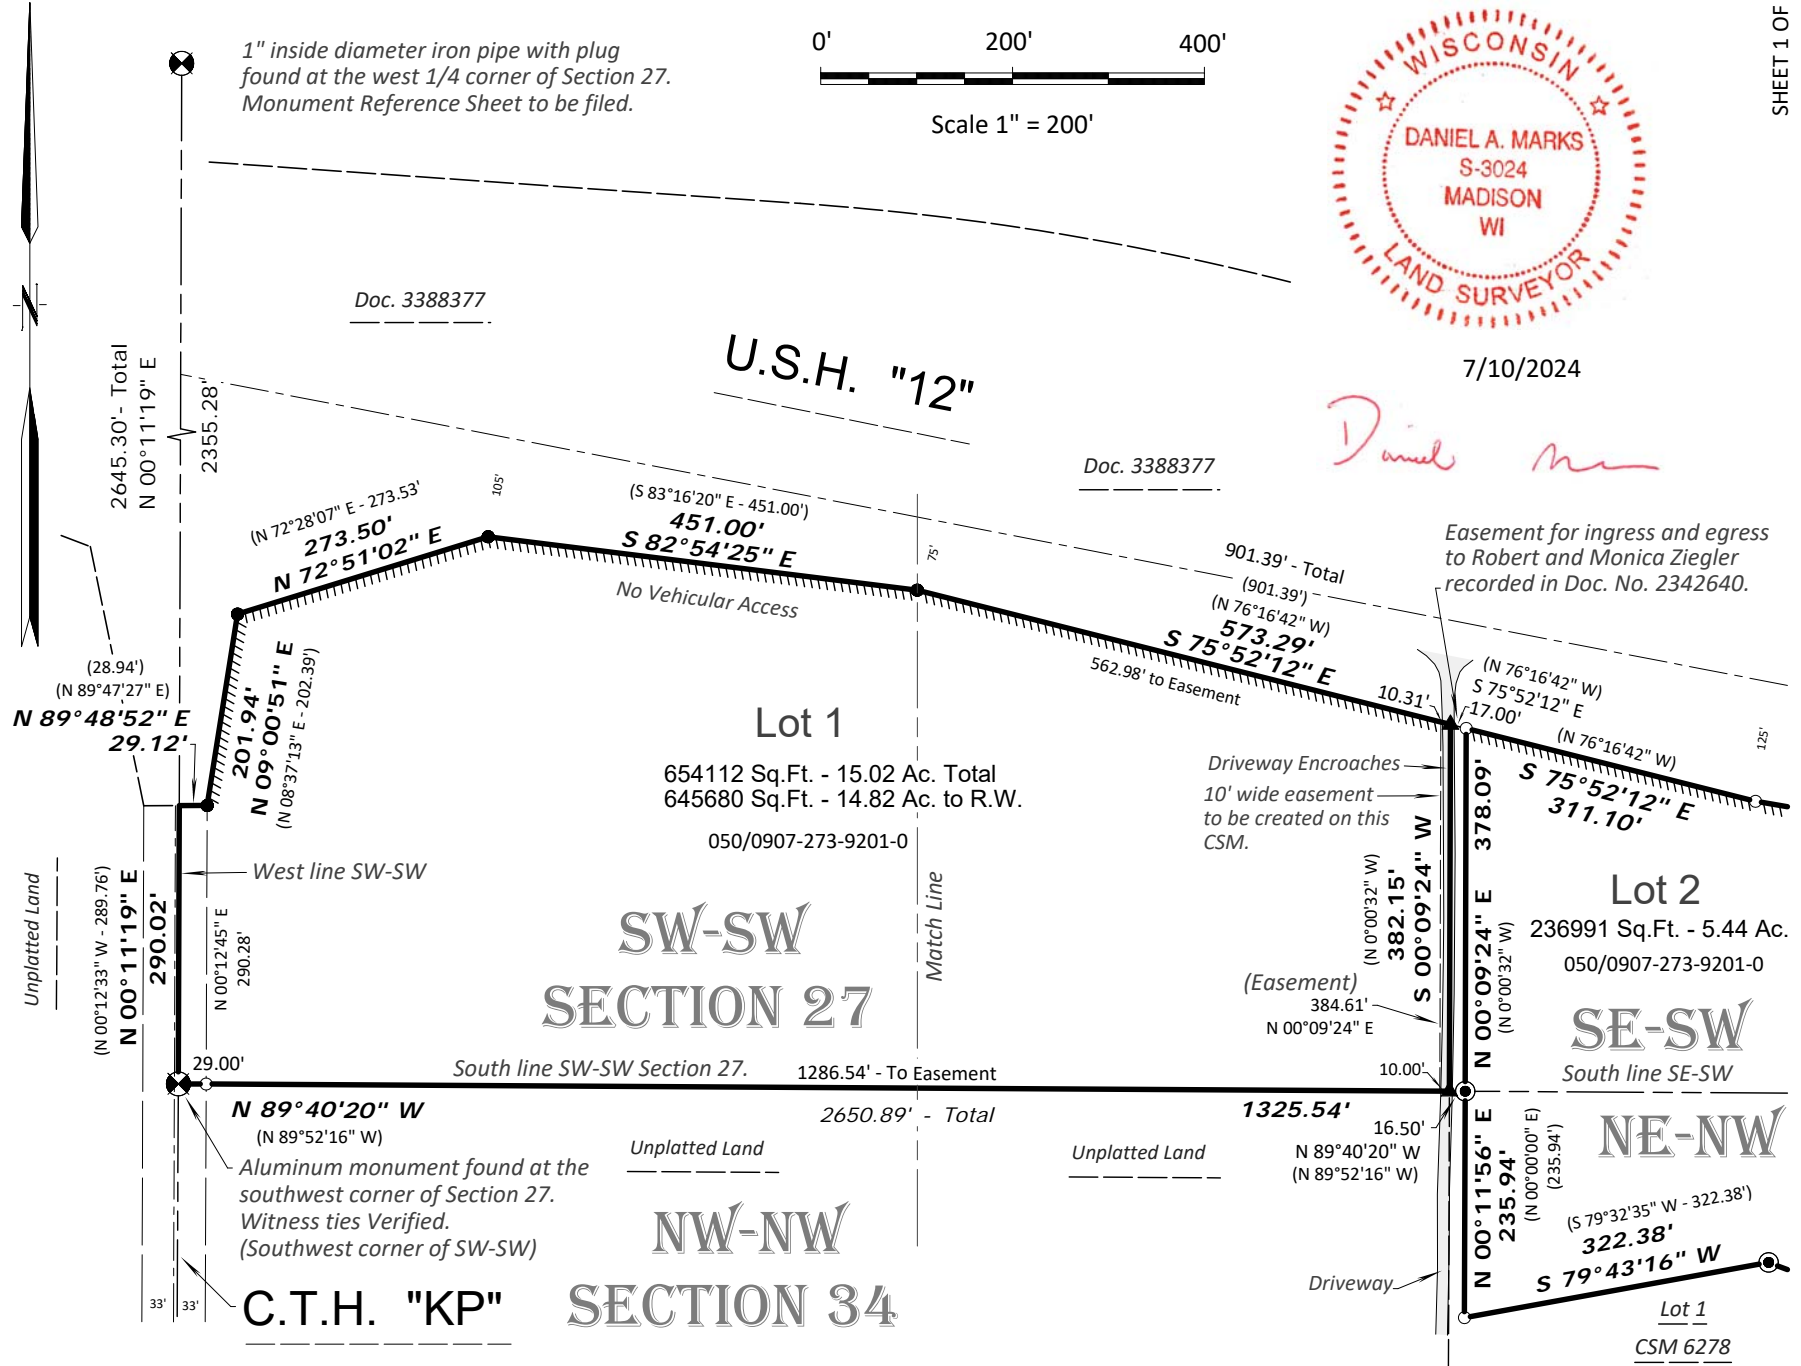 1" inside diameter iron pipe with plug
found at the west 1/4 corner of Section 27.
Monument Reference Sheet to be filed.
0' 200' 400'
Scale 1" = 200'
SHEET 1 OF
WISCONSIN
DANIEL A. MARKS
S-3024
MADISON
WI
LAND SURVEYOR
7/10/2024
Daniel
N
2645.30'- Total
N 00°11'19" E
2355.28'
Doc. 3388377
U.S.H. "12"
Doc. 3388377
(N 72°28'07" E - 273.53')
273.50'
N 72°51'02" E
105'
(S 83°16'20" E - 451.00')
451.00'
S 82°54'25" E
No Vehicular Access
75'
901.39' - Total
(901.39')
(N 76°16'42" W)
573.29'
S 75°52'12" E
562.98' to Easement
Easement for ingress and egress
to Robert and Monica Ziegler
recorded in Doc. No. 2342640.
10.31'
(N 76°16'42" W)
S 75°52'12" E
17.00'
(N 76°16'42" W)
S 75°52'12" E
311.10'
125'
(28.94')
(N 89°47'27" E)
N 89°48'52" E
29.12'
201.94'
N 09°00'51" E
(N 08°37'13" E - 202.39')
Lot 1
654112 Sq.Ft. - 15.02 Ac. Total
645680 Sq.Ft. - 14.82 Ac. to R.W.
050/0907-273-9201-0
Driveway Encroaches
10' wide easement
to be created on this
CSM.
378.09'
N 00°09'24" E
(N 0°00'32" W)
(N 0°00'32" W)
382.15'
S 00°09'24" W
Lot 2
236991 Sq.Ft. - 5.44 Ac.
050/0907-273-9201-0
Unplatted Land
(N 00°12'33" W - 289.76')
N 00°11'19" E
290.02'
West line SW-SW
N 00°12'45" E
290.28'
SW-SW
SECTION 27
Match Line
(Easement)
384.61'
N 00°09'24" E
SE-SW
South line SE-SW
29.00'
South line SW-SW Section 27.
1286.54' - To Easement
10.00'
N 89°40'20" W
(N 89°52'16" W)
2650.89' - Total
1325.54'
16.50'
N 89°40'20" W
(N 89°52'16" W)
Unplatted Land
Unplatted Land
NE-NW
N 00°11'56" E
235.94'
(N 00°00'00" E)
(235.94')
Aluminum monument found at the
southwest corner of Section 27.
Witness ties Verified.
(Southwest corner of SW-SW)
NW-NW
SECTION 34
(S 79°32'35" W - 322.38')
322.38'
S 79°43'16" W
Driveway
33' 33'
C.T.H. "KP"
Lot 1
CSM 6278